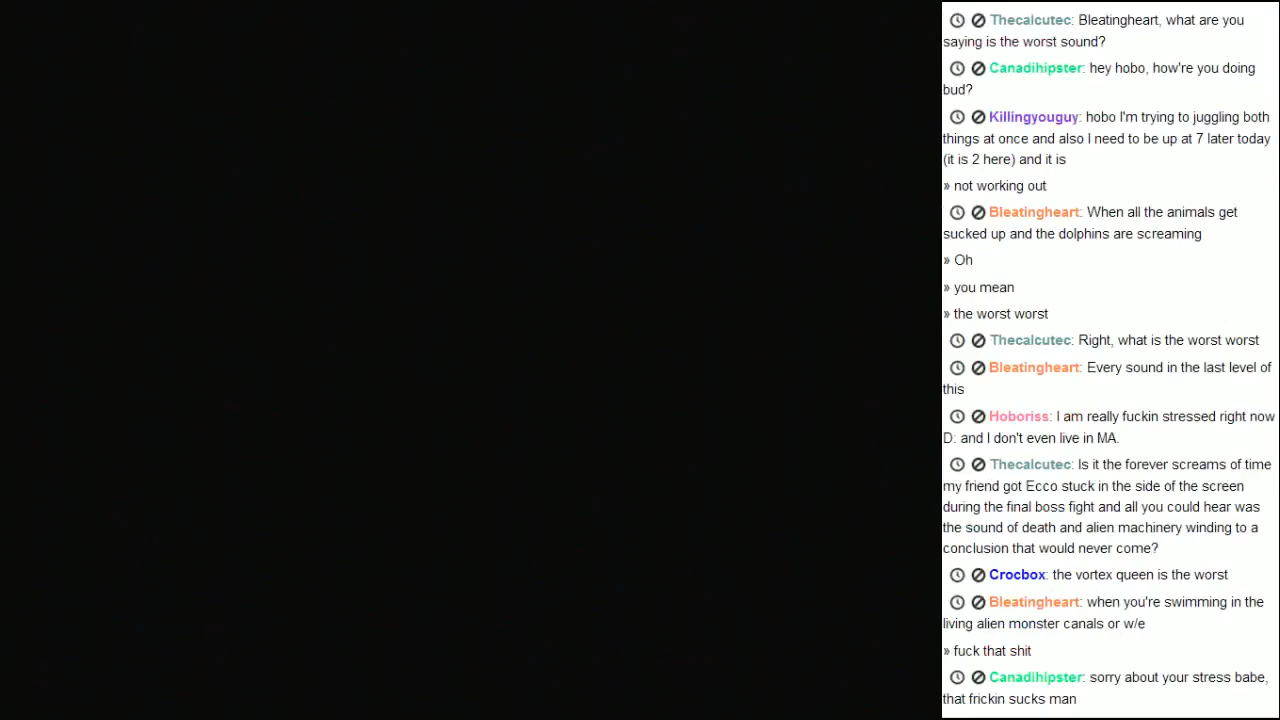 Thecalcutec: Bleatingheart, what are you
saying is the worst sound?
Canadihipster: hey hobo, how're you doing
bud?
Killingyouguy: hobo I'm trying to juggling both
things at once and also I need to be up at 7 later today
(it is 2 here) and it is
» not working out
Bleatingheart: When all the animals get
sucked up and the dolphins are screaming
» Oh
» you mean
» the worst worst
Thecalcutec: Right, what is the worst worst
Bleatingheart: Every sound in the last level of
this
Hoboriss: I am really fuckin stressed right now
D: and I don't even live in MA.
Thecalcutec: Is it the forever screams of time
my friend got Ecco stuck in the side of the screen
during the final boss fight and all you could hear was
the sound of death and alien machinery winding to a
conclusion that would never come?
Crocbox: the vortex queen is the worst
Bleatingheart: when you're swimming in the
living alien monster canals or w/e
» fuck that shit
Canadihipster: sorry about your stress babe,
that frickin sucks man